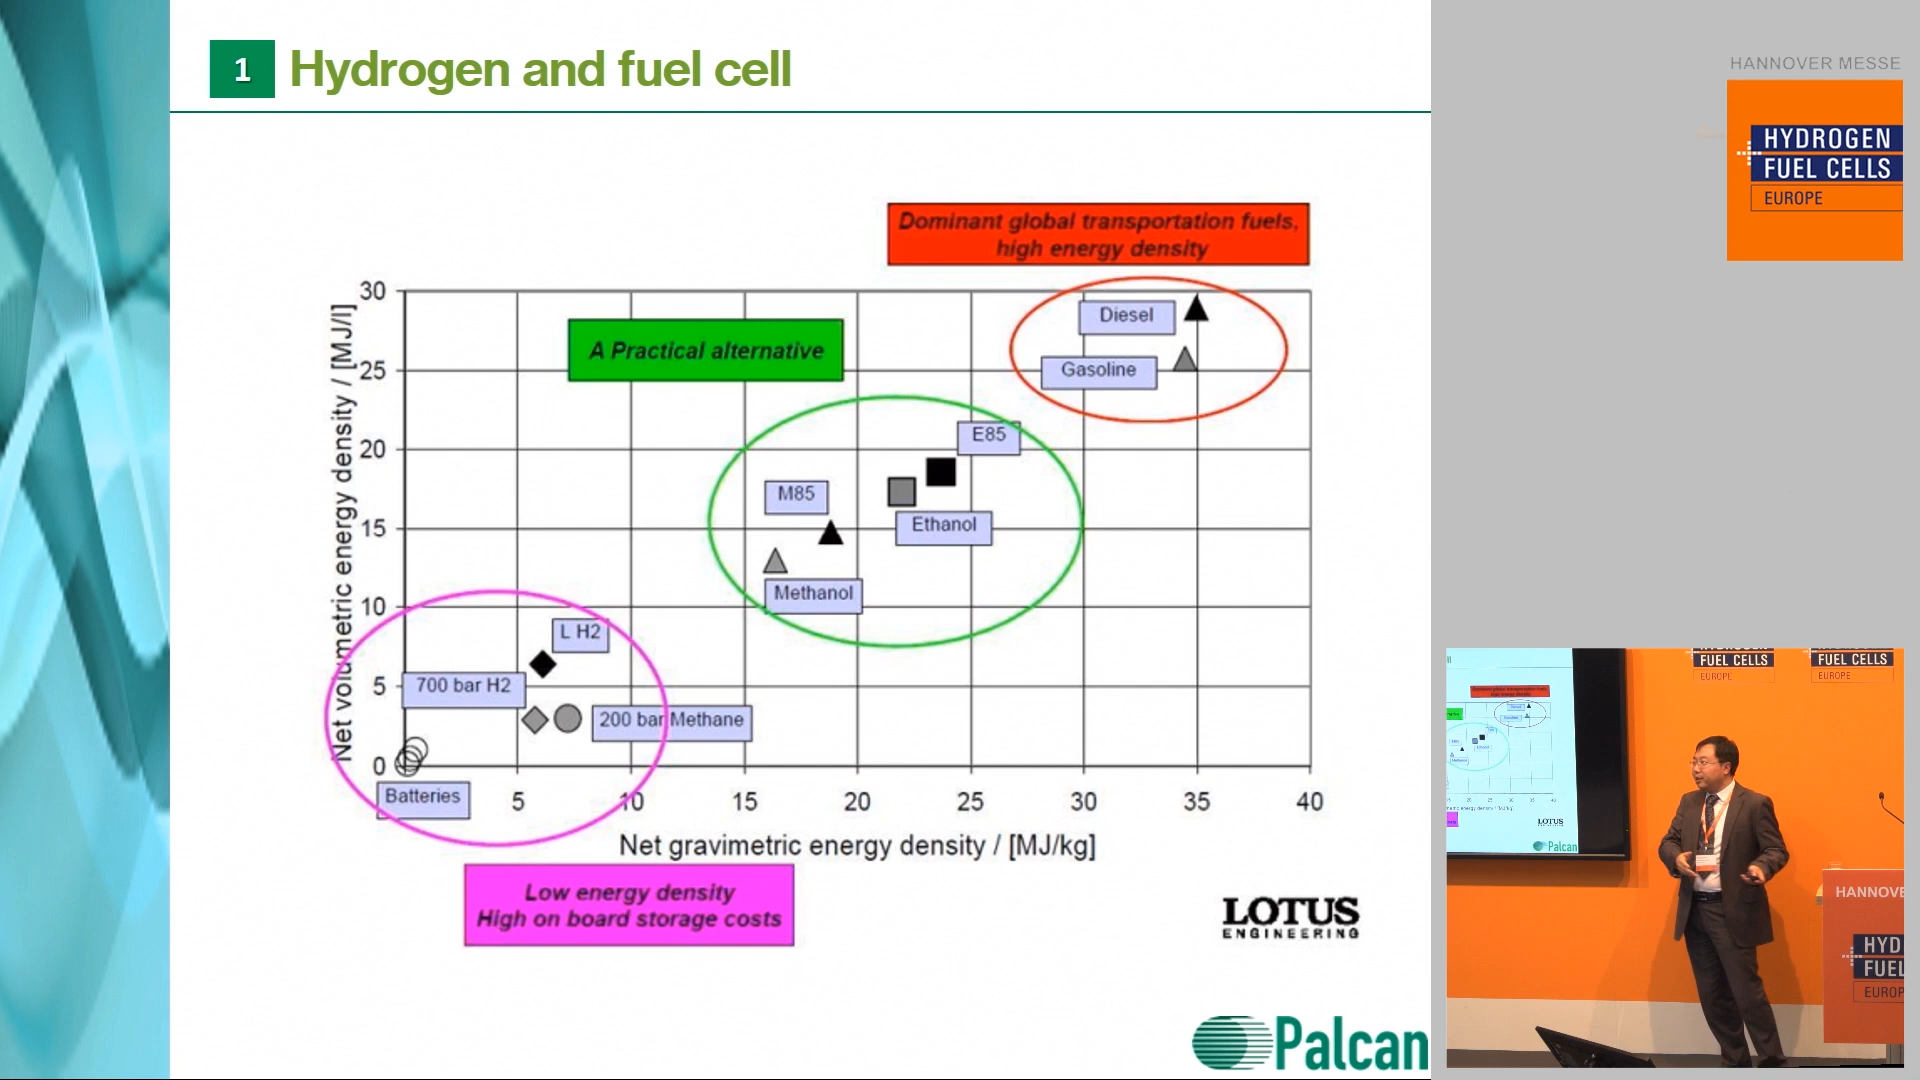 1 Hydrogen and fuel cell
HANNOVER MESSE
HYDROGEN
FUEL CELLS
EUROPE
Dominant global transportation fuels,
high energy density
30
25
20
15
10
5
0
Net volumetric energy density / [MJ/l]
A Practical alternative
Diesel
Gasoline
E85
M85
Ethanol
Methanol
L H2
700 bar H2
200 bar Methane
Batteries
5 10 15 20 25 30 35 40
Net gravimetric energy density / [MJ/kg]
Low energy density
High on board storage costs
LOTUS
ENGINEERING
Palcan
FUEL CELLS
EUROPE
FUEL CELLS
EUROPE
LOTUS
Palcan
HANNOVE
HYD
FUEL
EUROP